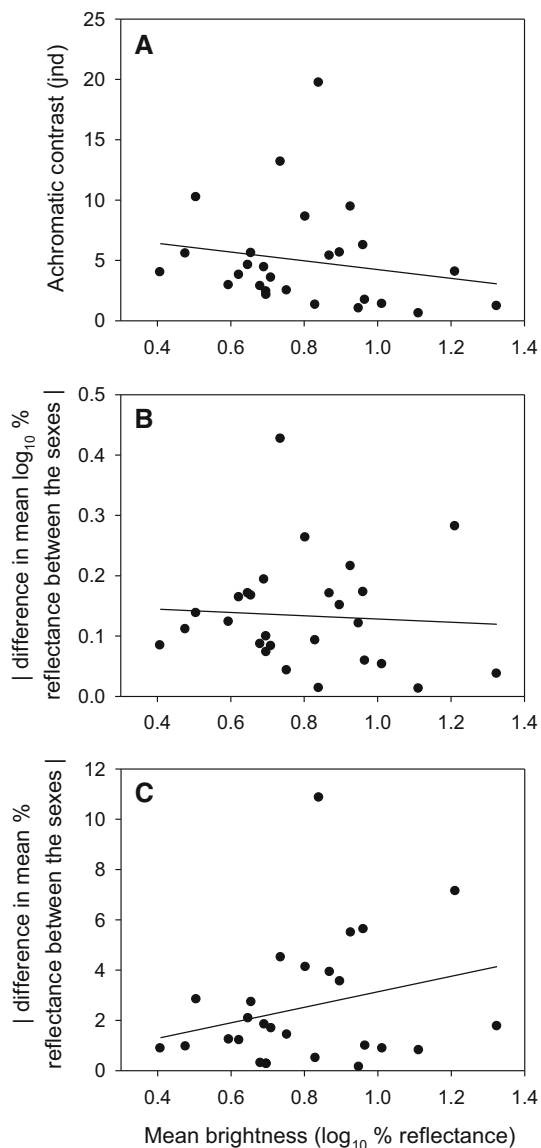 A
Achromatic contrast (jnd)
25
20
15
10
5
0
0.4 0.6 0.8 1.0 1.2 1.4
B
| difference in mean log₁₀ %
reflectance between the sexes |
0.5
0.4
0.3
0.2
0.1
0.0
0.4 0.6 0.8 1.0 1.2 1.4
C
| difference in mean %
reflectance between the sexes |
12
10
8
6
4
2
0
0.4 0.6 0.8 1.0 1.2 1.4
Mean brightness (log₁₀ % reflectance)